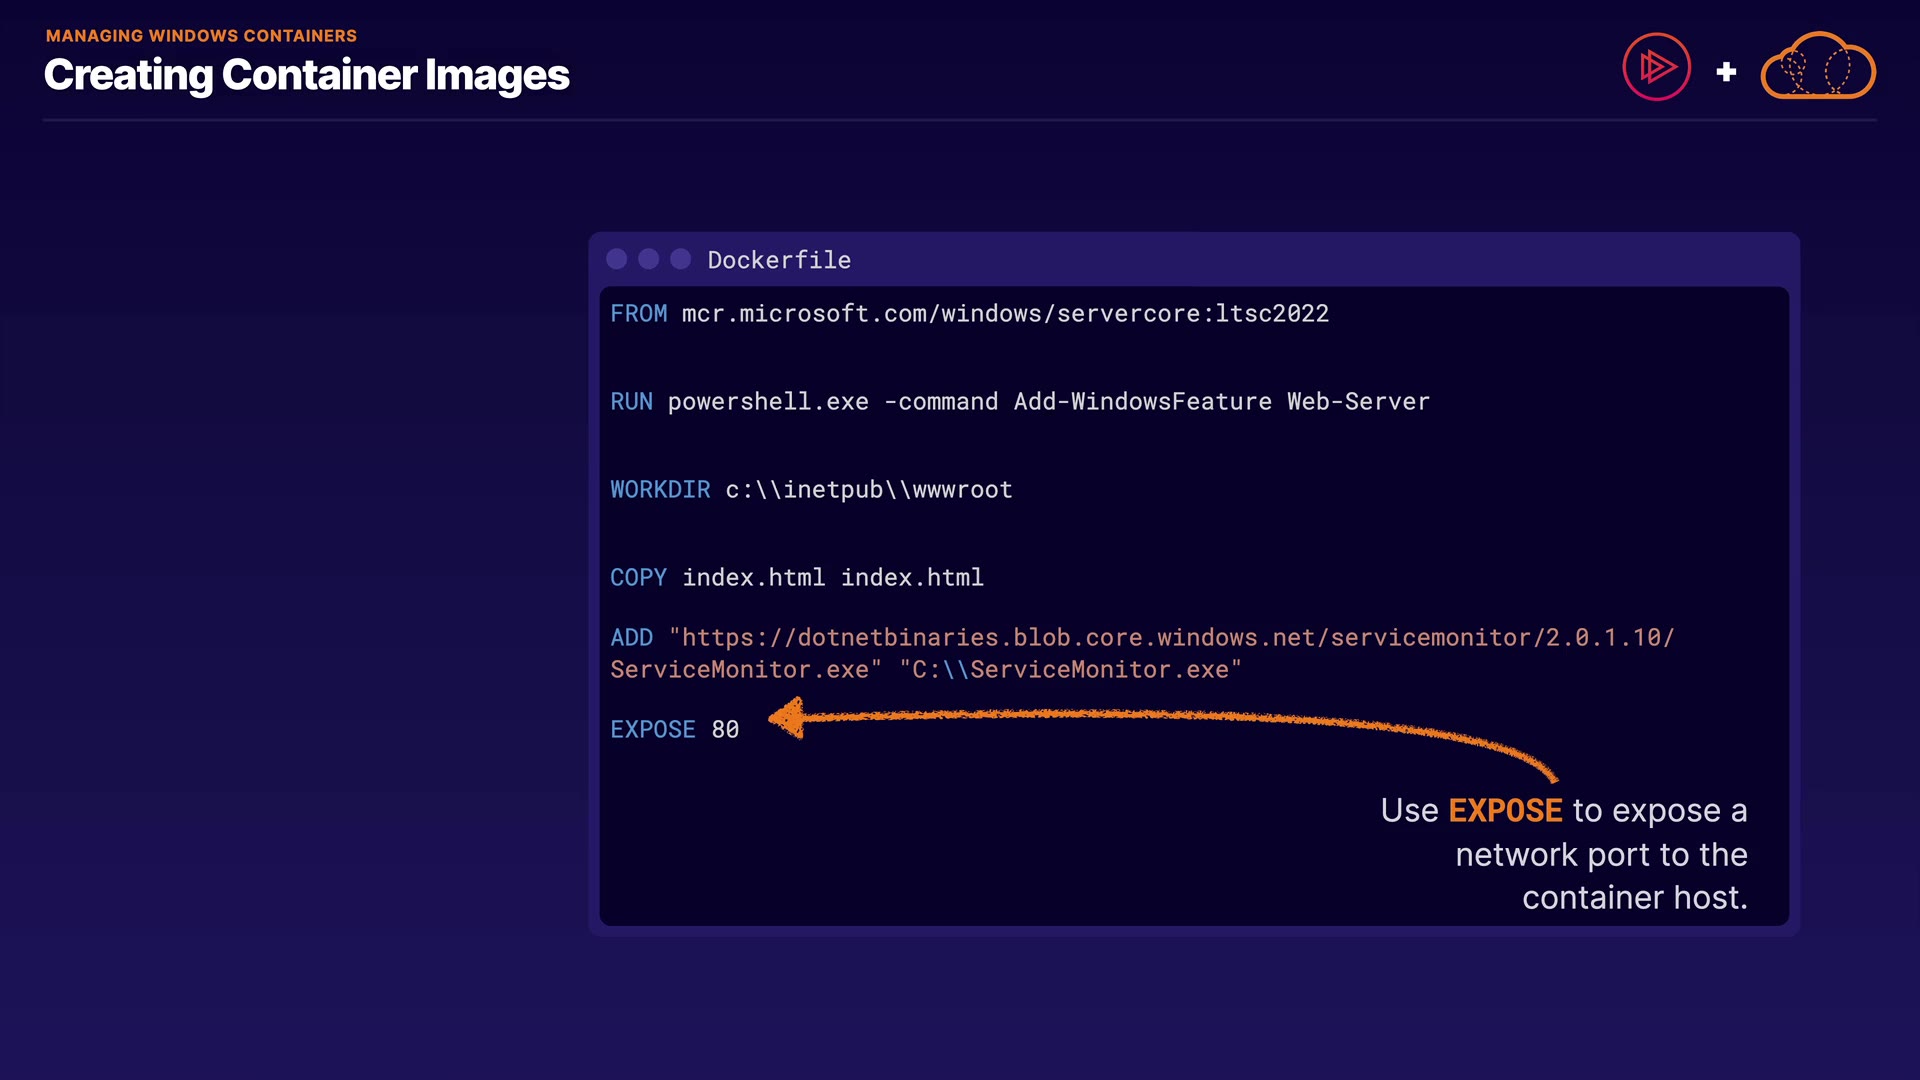 MANAGING WINDOWS CONTAINERS
Creating Container Images
+
Dockerfile
FROM mcr.microsoft.com/windows/servercore:ltsc2022
RUN powershell.exe -command Add-WindowsFeature Web-Server
WORKDIR c:\\inetpub\\wwwroot
COPY index.html index.html
ADD "https://dotnetbinaries.blob.core.windows.net/servicemonitor/2.0.1.10/
ServiceMonitor.exe" "C:\\ServiceMonitor.exe"
EXPOSE 80
Use EXPOSE to expose a
network port to the
container host.